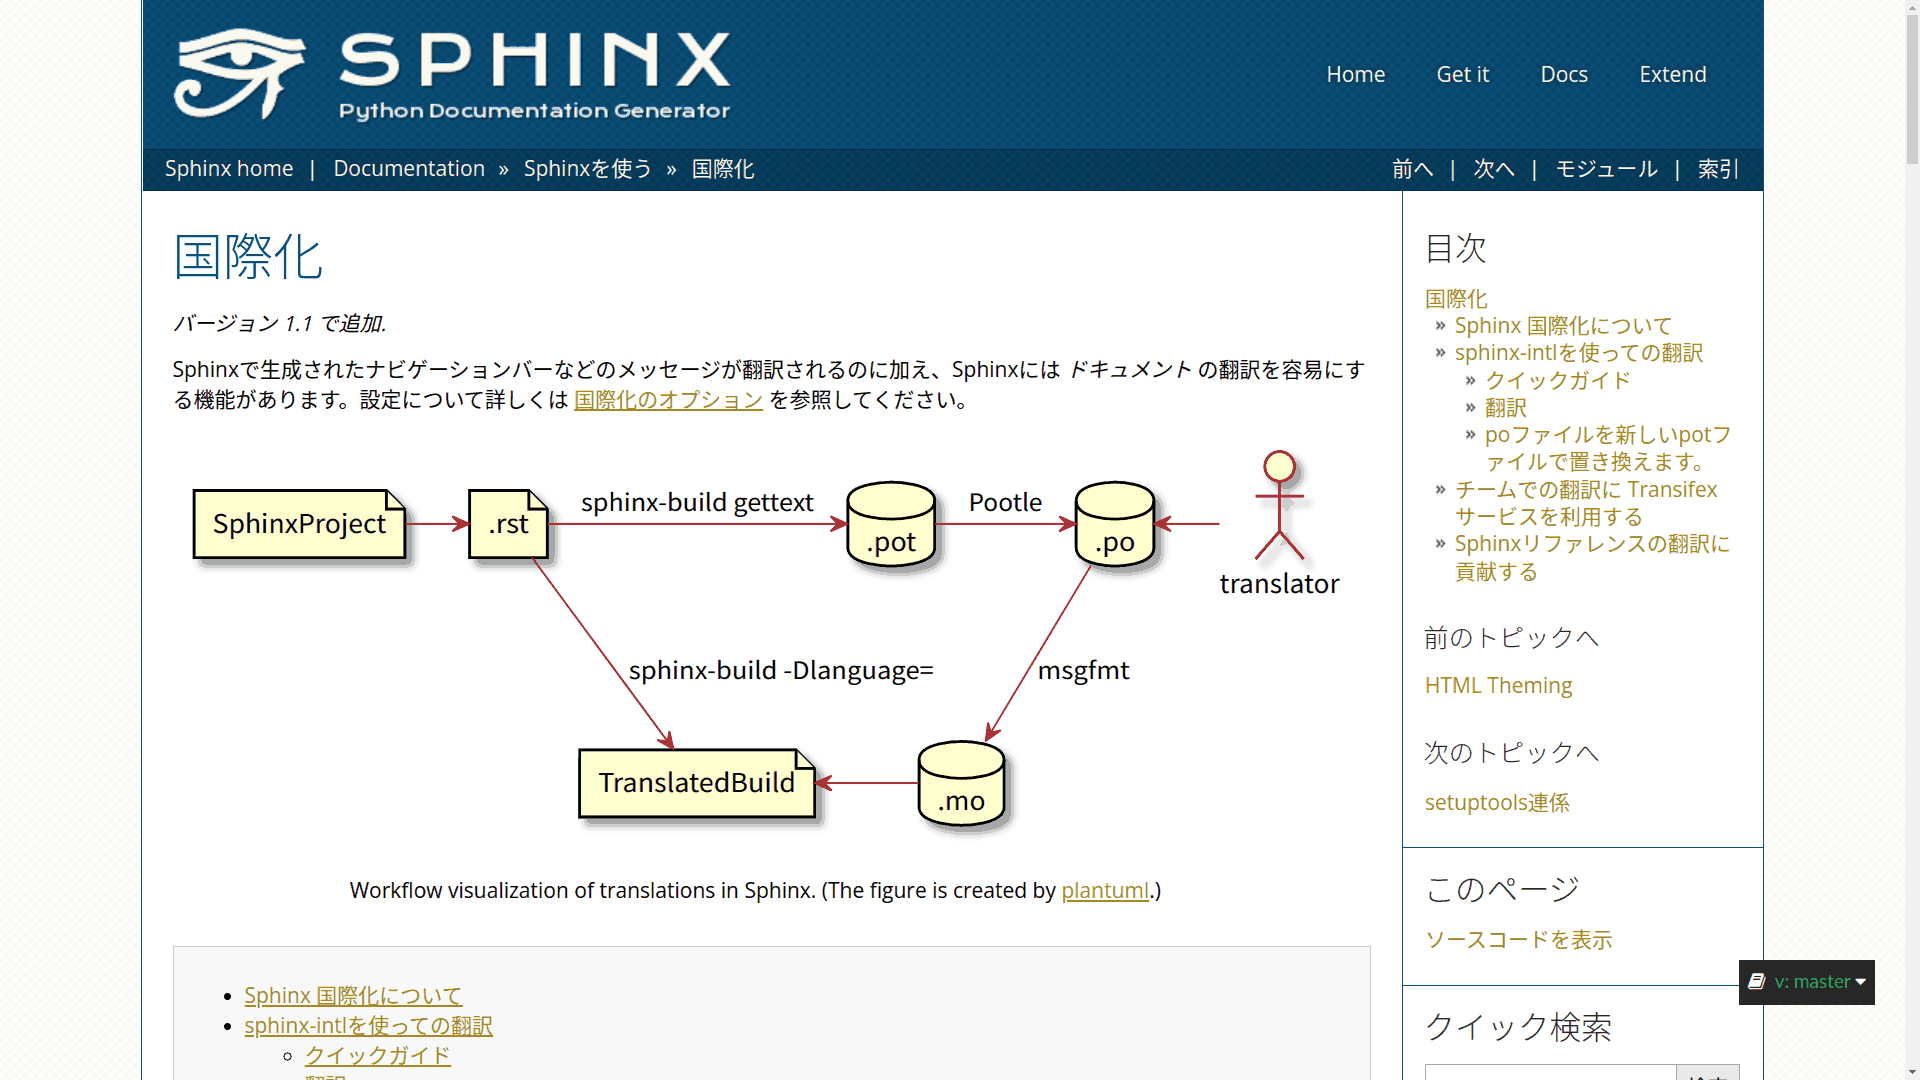 SPHINX
Python Documentation Generator
Home Get it Docs Extend
Sphinx home | Documentation » Sphinxを使う » 国際化
前へ | 次へ | モジュール | 索引
国際化
バージョン 1.1 で追加.
Sphinxで生成されたナビゲーションバーなどのメッセージが翻訳されるのに加え、Sphinxには ドキュメント の翻訳を容易にす
る機能があります。設定について詳しくは 国際化のオプション を参照してください。
SphinxProject
.rst
sphinx-build gettext
.pot
Pootle
.po
translator
sphinx-build -Dlanguage=
msgfmt
TranslatedBuild
.mo
Workflow visualization of translations in Sphinx. (The figure is created by plantuml.)
Sphinx 国際化について
sphinx-intlを使っての翻訳
クイックガイド
翻訳
目次
国際化
» Sphinx 国際化について
» sphinx-intlを使っての翻訳
» クイックガイド
» 翻訳
» poファイルを新しいpotフ
ァイルで置き換えます。
» チームでの翻訳に Transifex
サービスを利用する
» Sphinxリファレンスの翻訳に
貢献する
前のトピックへ
HTML Theming
次のトピックへ
setuptools連係
このページ
ソースコードを表示
v: master
クイック検索
検索